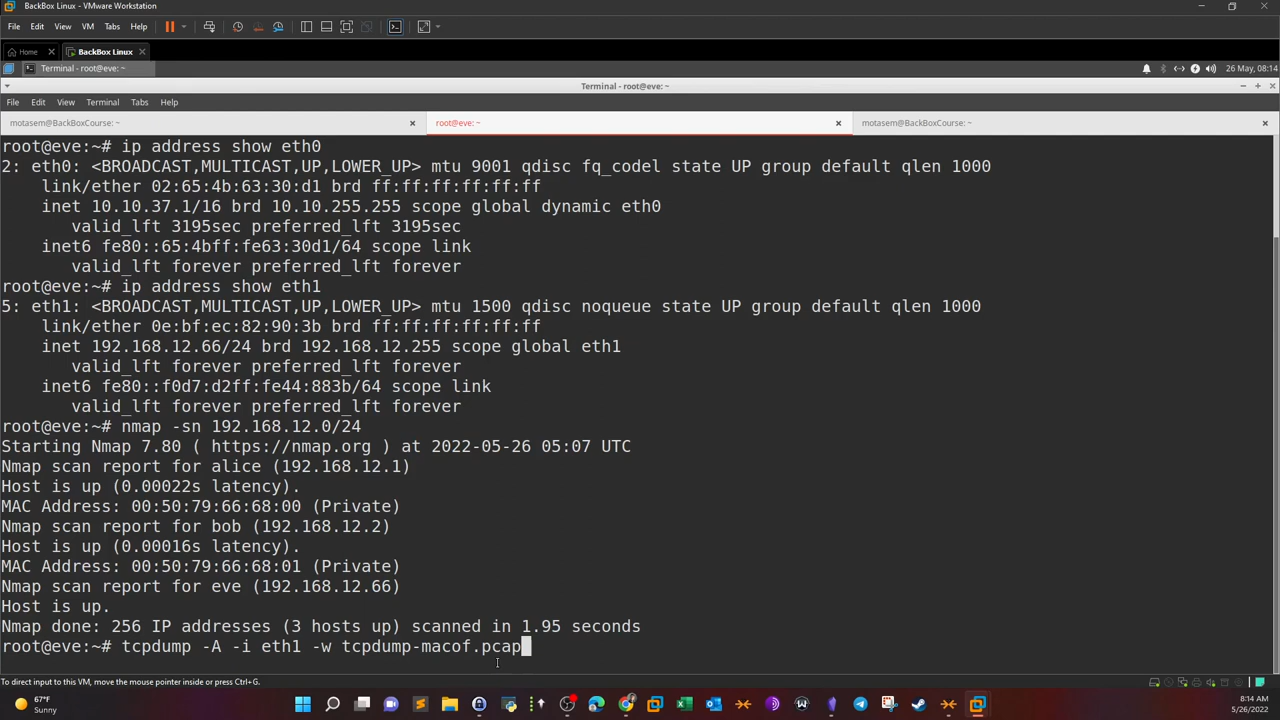 BackBox Linux - VMware Workstation
File Edit View VM Tabs Help
Home BackBox Linux
Terminal - root@eve: ~ 26 May, 08:14
Terminal - root@eve: ~
File Edit View Terminal Tabs Help
motasem@BackBoxCourse: ~ root@eve: ~ motasem@BackBoxCourse: ~
root@eve:~# ip address show eth0
2: eth0: <BROADCAST,MULTICAST,UP,LOWER_UP> mtu 9001 qdisc fq_codel state UP group default qlen 1000
link/ether 02:65:4b:63:30:d1 brd ff:ff:ff:ff:ff:ff
inet 10.10.37.1/16 brd 10.10.255.255 scope global dynamic eth0
valid_lft 3195sec preferred_lft 3195sec
inet6 fe80::65:4bff:fe63:30d1/64 scope link
valid_lft forever preferred_lft forever
root@eve:~# ip address show eth1
5: eth1: <BROADCAST,MULTICAST,UP,LOWER_UP> mtu 1500 qdisc noqueue state UP group default qlen 1000
link/ether 0e:bf:ec:82:90:3b brd ff:ff:ff:ff:ff:ff
inet 192.168.12.66/24 brd 192.168.12.255 scope global eth1
valid_lft forever preferred_lft forever
inet6 fe80::f0d7:d2ff:fe44:883b/64 scope link
valid_lft forever preferred_lft forever
root@eve:~# nmap -sn 192.168.12.0/24
Starting Nmap 7.80 ( https://nmap.org ) at 2022-05-26 05:07 UTC
Nmap scan report for alice (192.168.12.1)
Host is up (0.00022s latency).
MAC Address: 00:50:79:66:68:00 (Private)
Nmap scan report for bob (192.168.12.2)
Host is up (0.00016s latency).
MAC Address: 00:50:79:66:68:01 (Private)
Nmap scan report for eve (192.168.12.66)
Host is up.
Nmap done: 256 IP addresses (3 hosts up) scanned in 1.95 seconds
root@eve:~# tcpdump -A -i eth1 -w tcpdump-macof.pcap
To direct input to this VM, move the mouse pointer inside or press Ctrl+G.
67°F 8:14 AM
Sunny 5/26/2022